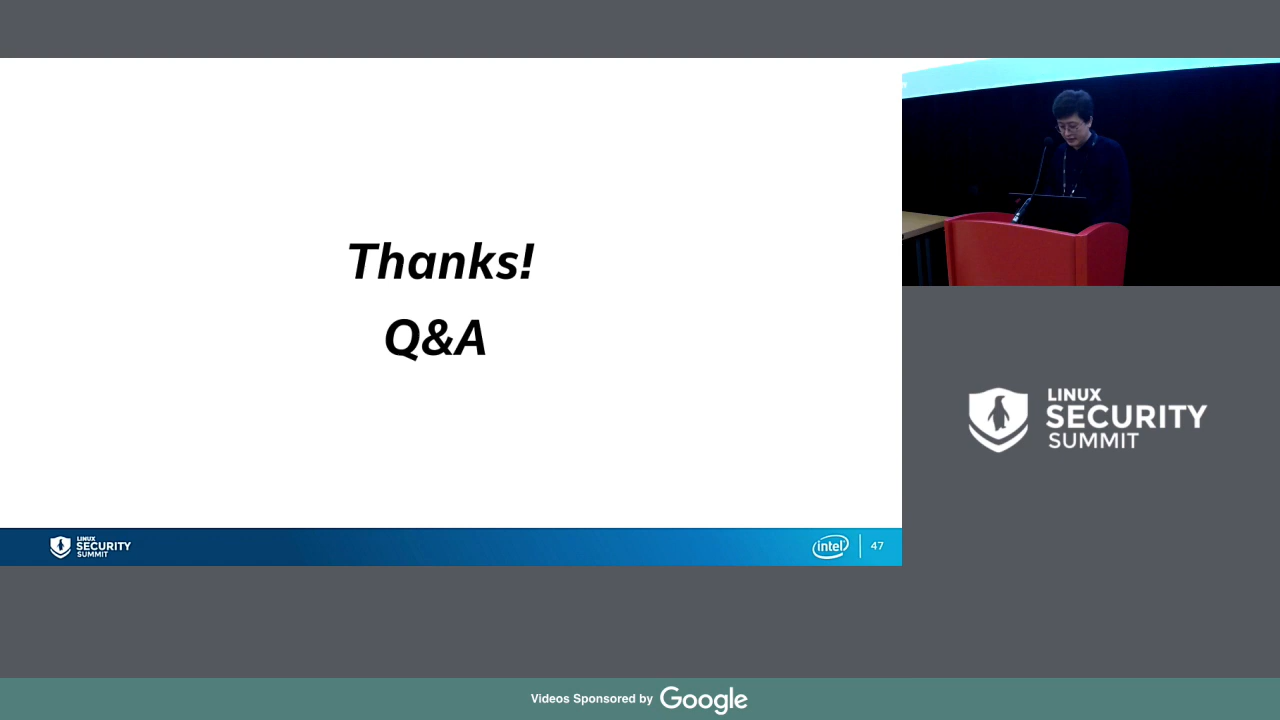 Thanks!
Q&A
LINUX
SECURITY
SUMMIT
intel
47
LINUX
SECURITY
SUMMIT
Videos Sponsored by Google